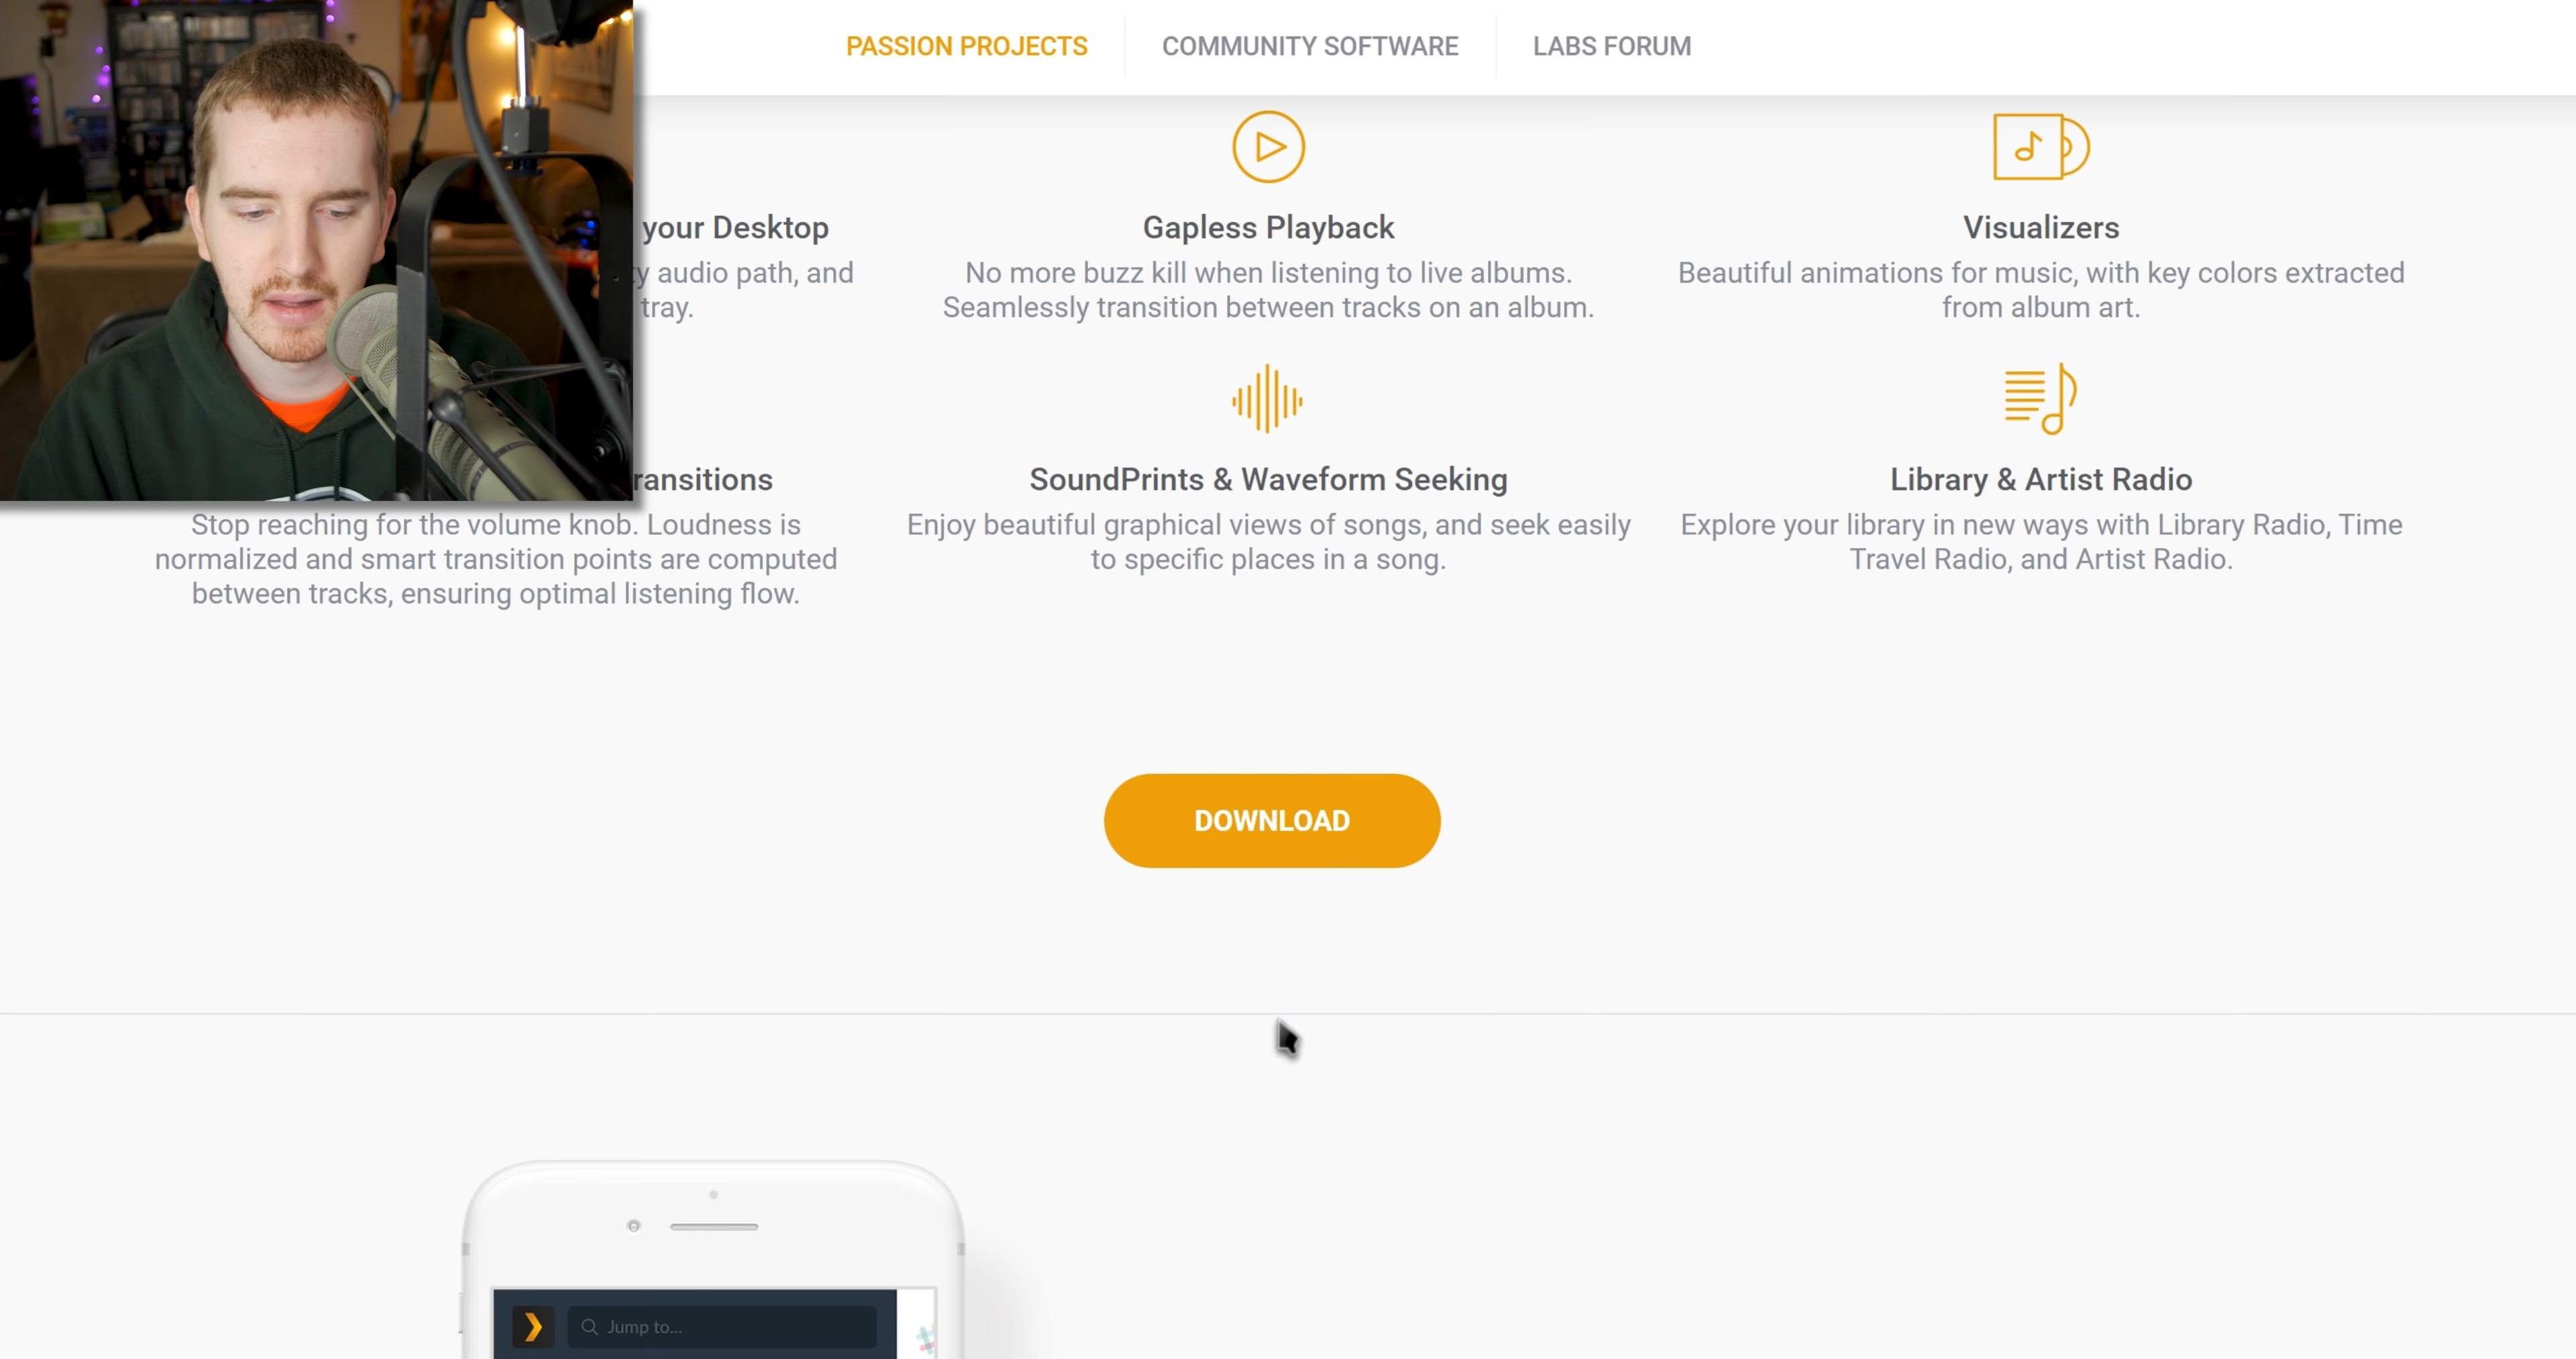 PASSION PROJECTS
COMMUNITY SOFTWARE
LABS FORUM
your Desktop
audio path, and
tray.
Gapless Playback
No more buzz kill when listening to live albums.
Seamlessly transition between tracks on an album.
Visualizers
Beautiful animations for music, with key colors extracted
from album art.
ransitions
Stop reaching for the volume knob. Loudness is
normalized and smart transition points are computed
between tracks, ensuring optimal listening flow.
SoundPrints & Waveform Seeking
Enjoy beautiful graphical views of songs, and seek easily
to specific places in a song.
Library & Artist Radio
Explore your library in new ways with Library Radio, Time
Travel Radio, and Artist Radio.
DOWNLOAD
Jump to...